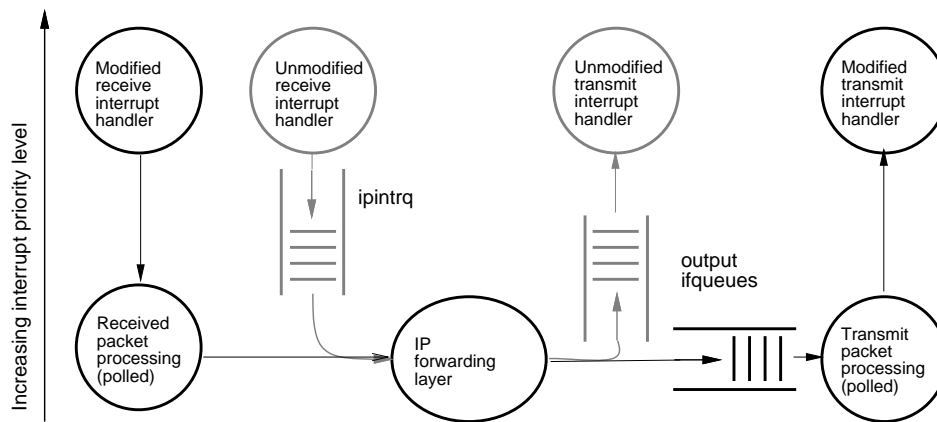 Increasing interrupt priority level
Modified
receive
interrupt
handler
Unmodified
receive
interrupt
handler
Unmodified
transmit
interrupt
handler
Modified
transmit
interrupt
handler
ipintrq
output
ifqueues
Received
packet
processing
(polled)
IP
forwarding
layer
Transmit
packet
processing
(polled)